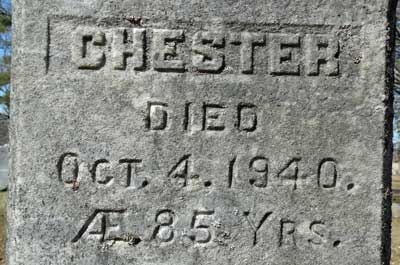 CHESTER
DIED
OCT. 4. 1940.
Æ. 85 YRS.